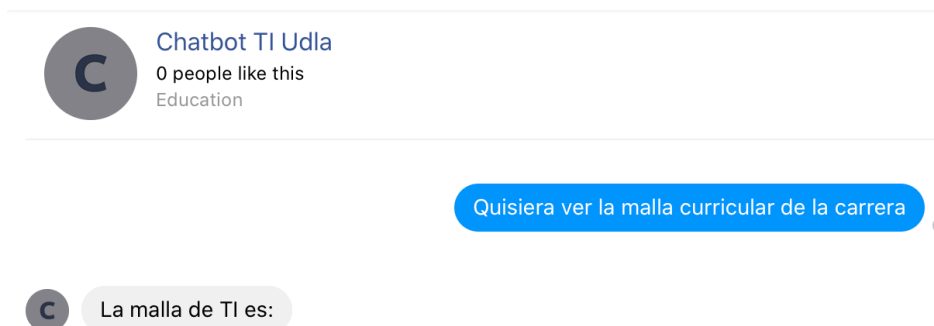 C
Chatbot TI Udla
0 people like this
Education
Quisiera ver la malla curricular de la carrera
C
La malla de TI es: